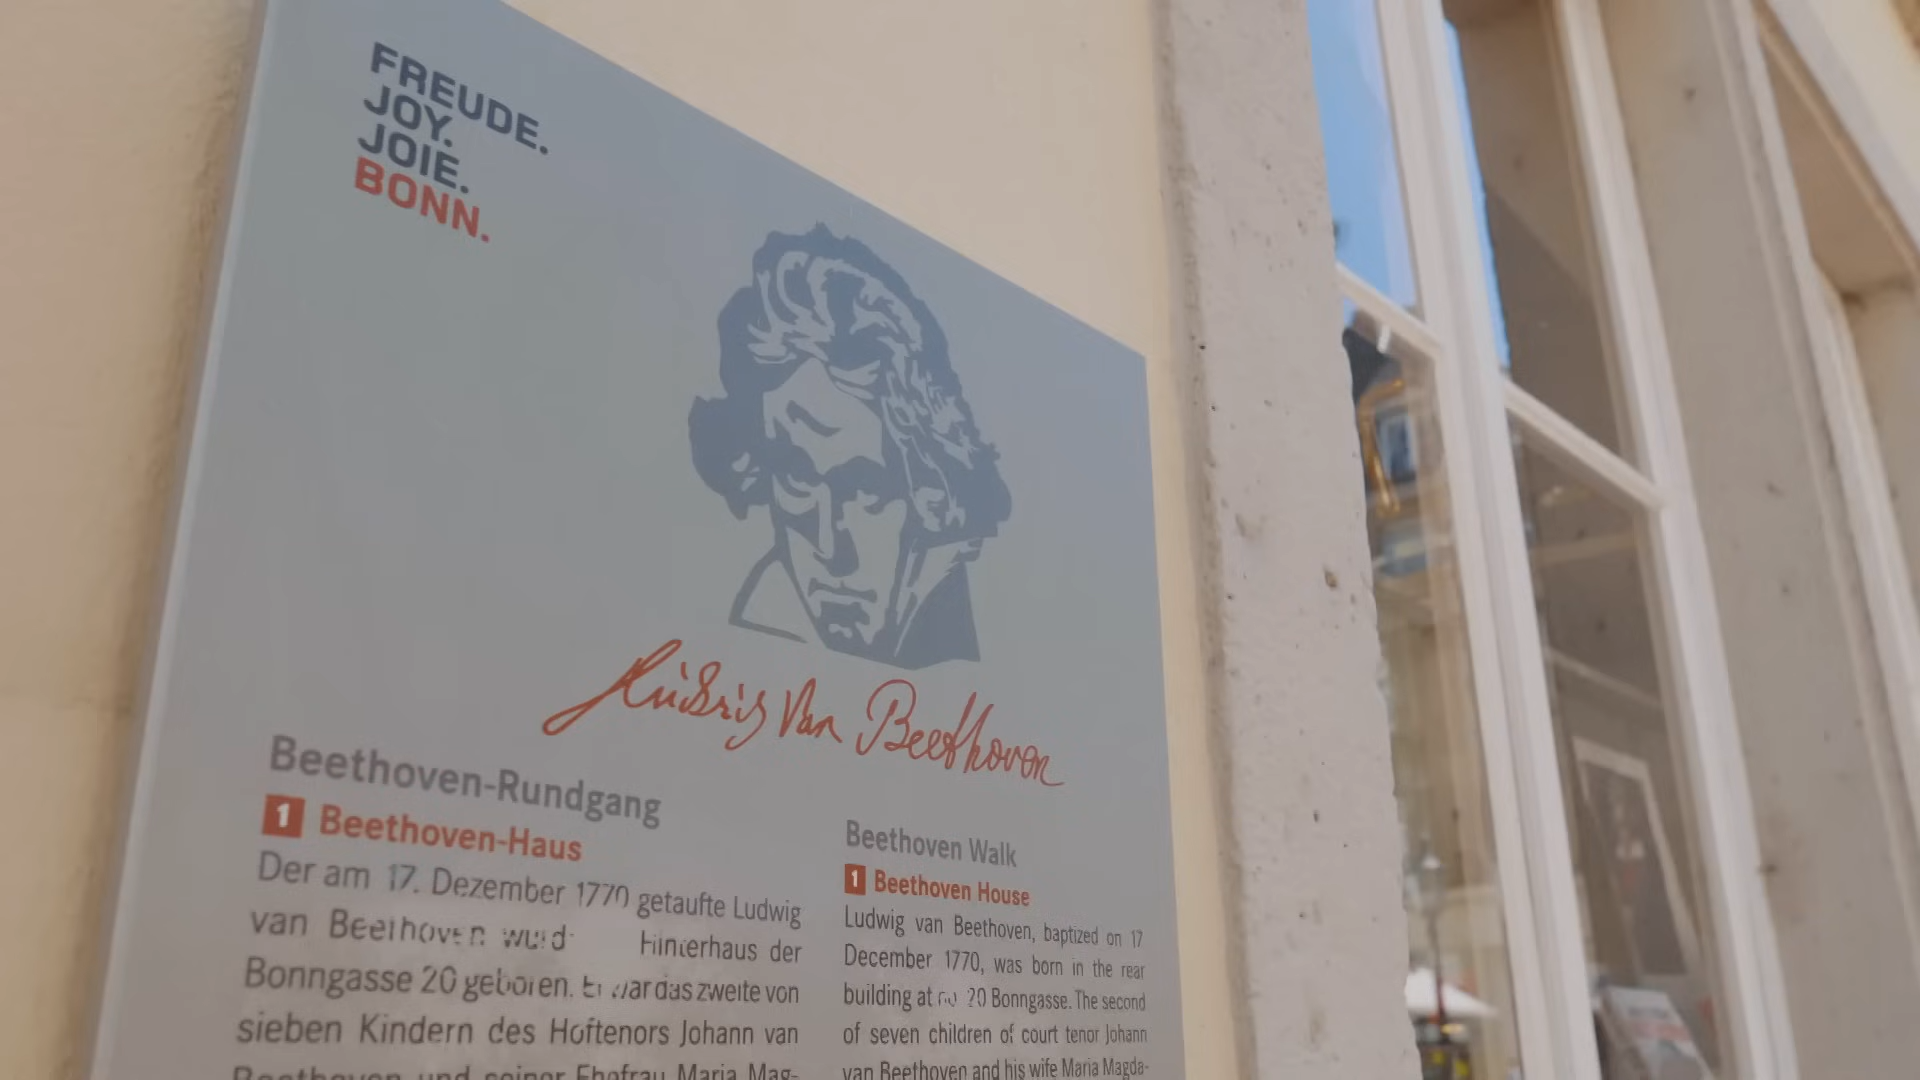 FREUDE.
JOY.
JOIE.
BONN.
Ludwig van Beethoven
Beethoven-Rundgang
1 Beethoven-Haus
Der am 17. Dezember 1770 getaufte Ludwig
van Beethoven Hinterhaus der
Bonngasse 20 geboren. Er war das zweite von
sieben Kindern des Hoftenors Johann van
Beethoven und seiner Ehefrau Maria Mag-
Beethoven Walk
1 Beethoven House
Ludwig van Beethoven, baptized on 17
December 1770, was born in the rear
building at no 20 Bonngasse. The second
of seven children of court tenor Johann
van Beethoven and his wife Maria Magda-